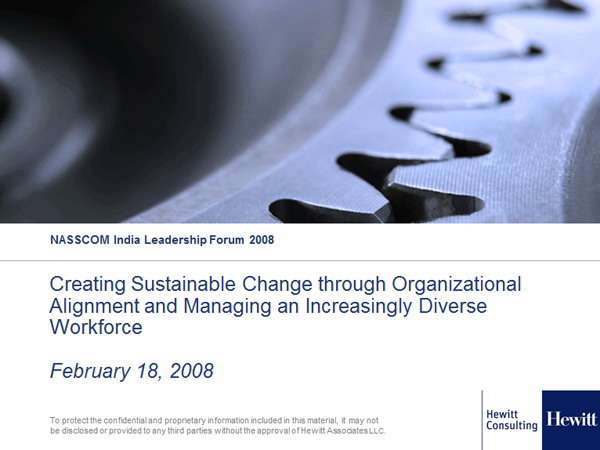 NASSCOM India Leadership Forum 2008
Creating Sustainable Change through Organizational
Alignment and Managing an Increasingly Diverse
Workforce
February 18, 2008
To protect the confidential and proprietary information included in this material, it may not
be disclosed or provided to any third parties without the approval of Hewitt Associates LLC.
Hewitt
Consulting
Hewitt